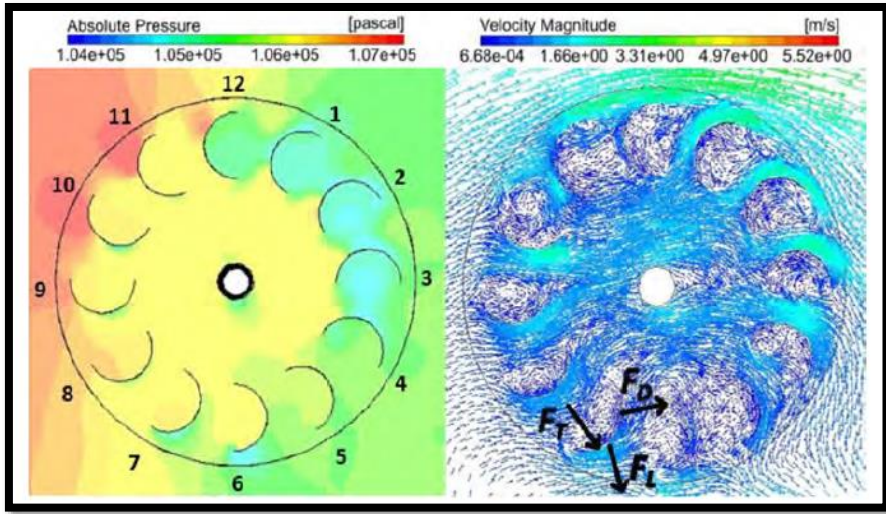 Absolute Pressure [pascal]
1.04e+05 1.05e+05 1.06e+05 1.07e+05
12
11
1
10
2
9
3
8
4
7
5
6
Velocity Magnitude [m/s]
6.68e-04 1.66e+00 3.31e+00 4.97e+00 5.52e+00
F_D
F_T
F_L